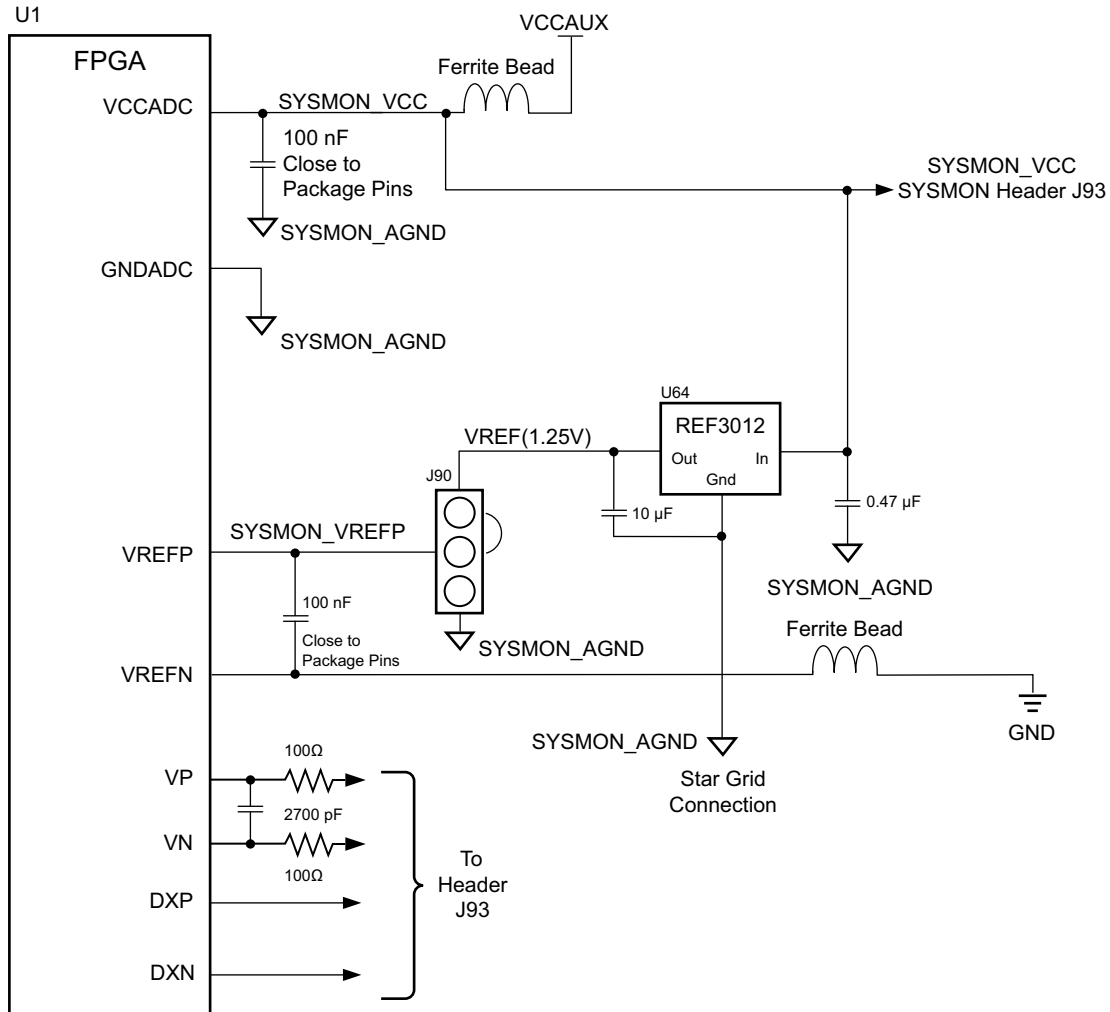 U1
FPGA
VCCAUX
Ferrite Bead
VCCADC
SYSMON_VCC
100 nF
Close to
Package Pins
SYSMON_AGND
SYSMON_VCC
SYSMON Header J93
GNDADC
SYSMON_AGND
U64
REF3012
Out
In
Gnd
VREF(1.25V)
J90
10 µF
0.47 µF
SYSMON_AGND
SYSMON_VREFP
VREFP
100 nF
Close to
Package Pins
SYSMON_AGND
Ferrite Bead
VREFN
GND
SYSMON_AGND
Star Grid
Connection
VP
100Ω
2700 pF
VN
100Ω
To
Header
J93
DXP
DXN